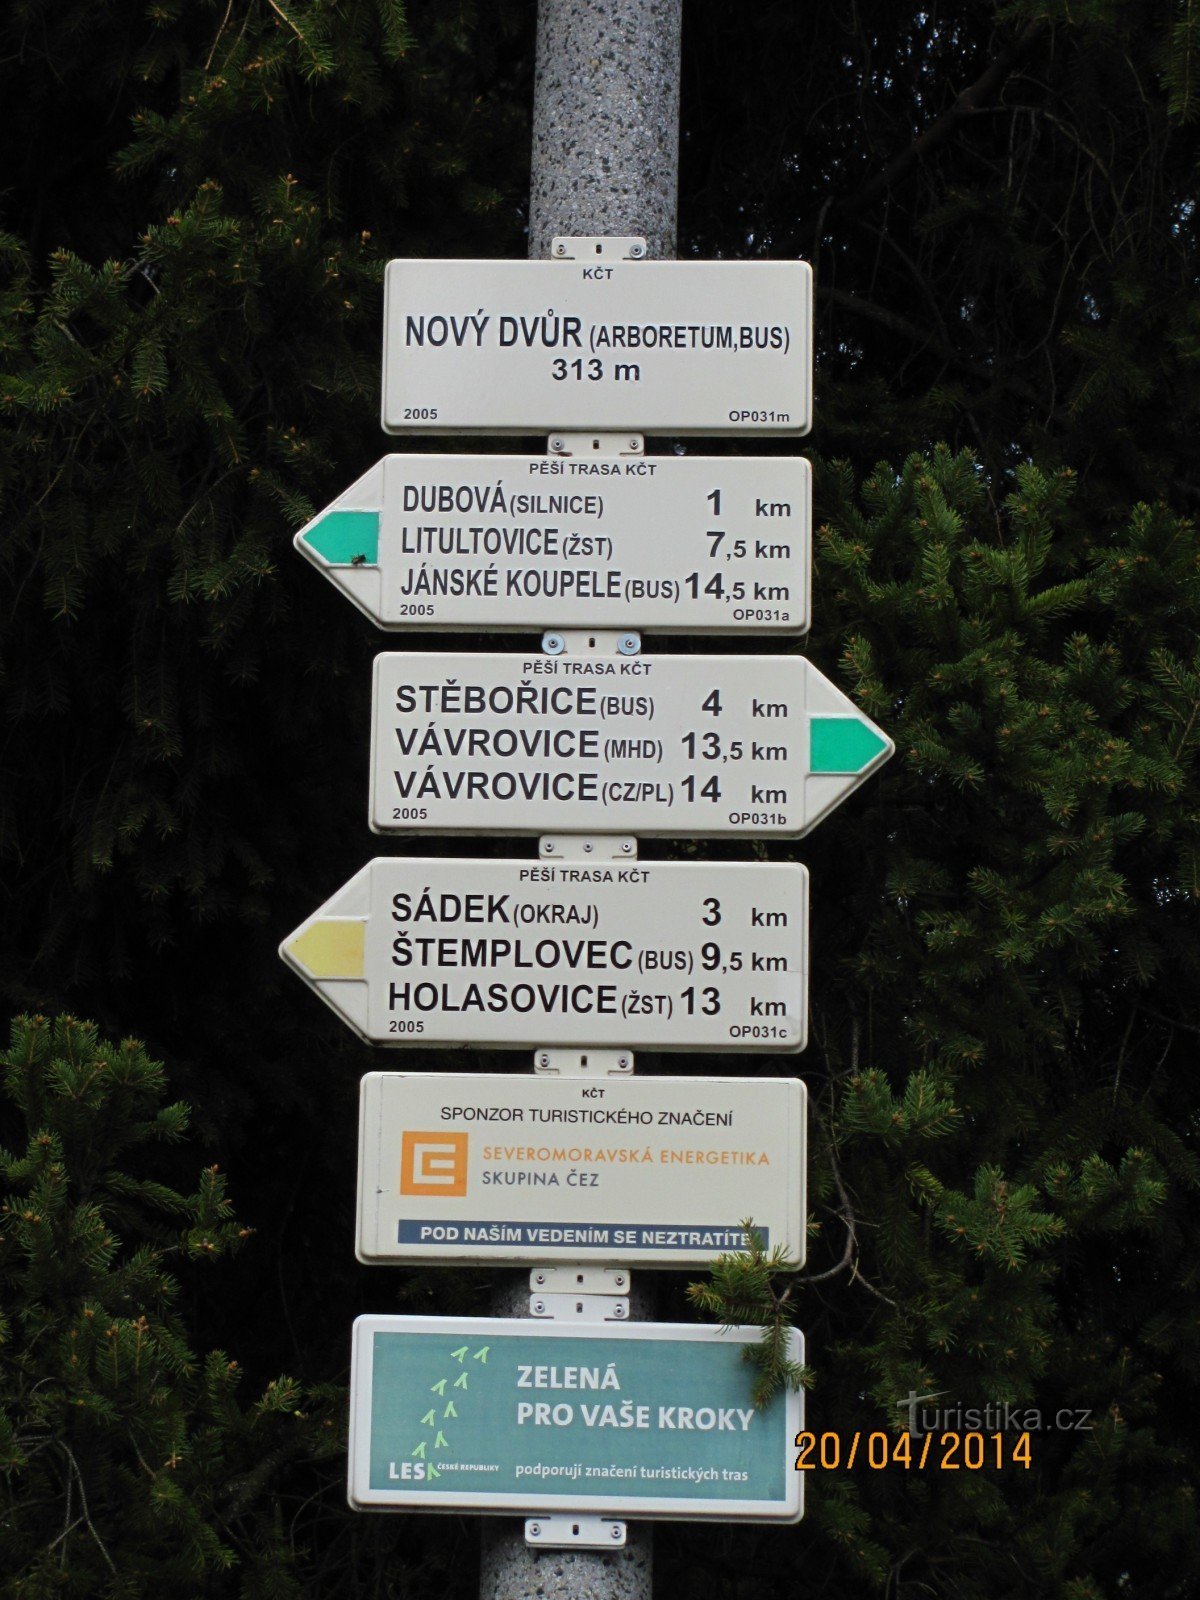 KČT
NOVÝ DVŮR (ARBORETUM,BUS)
313 m
2005 OP031m
PĚŠÍ TRASA KČT
DUBOVÁ (SILNICE) 1 km
LITULTOVICE (ŽST) 7,5 km
JÁNSKÉ KOUPELE (BUS) 14,5 km
2005 OP031a
PĚŠÍ TRASA KČT
STĚBOŘICE (BUS) 4 km
VÁVROVICE (MHD) 13,5 km
VÁVROVICE (CZ/PL) 14 km
2005 OP031b
PĚŠÍ TRASA KČT
SÁDEK (OKRAJ) 3 km
ŠTEMPLOVEC (BUS) 9,5 km
HOLASOVICE (ŽST) 13 km
2005 OP031c
KČT
SPONZOR TURISTICKÉHO ZNAČENÍ
SEVEROMORAVSKÁ ENERGETIKA
SKUPINA ČEZ
POD NAŠÍM VEDENÍM SE NEZTRATÍTE
ZELENÁ
PRO VAŠE KROKY
LESY ČESKÉ REPUBLIKY podporují značení turistických tras
Turistika.cz
20/04/2014